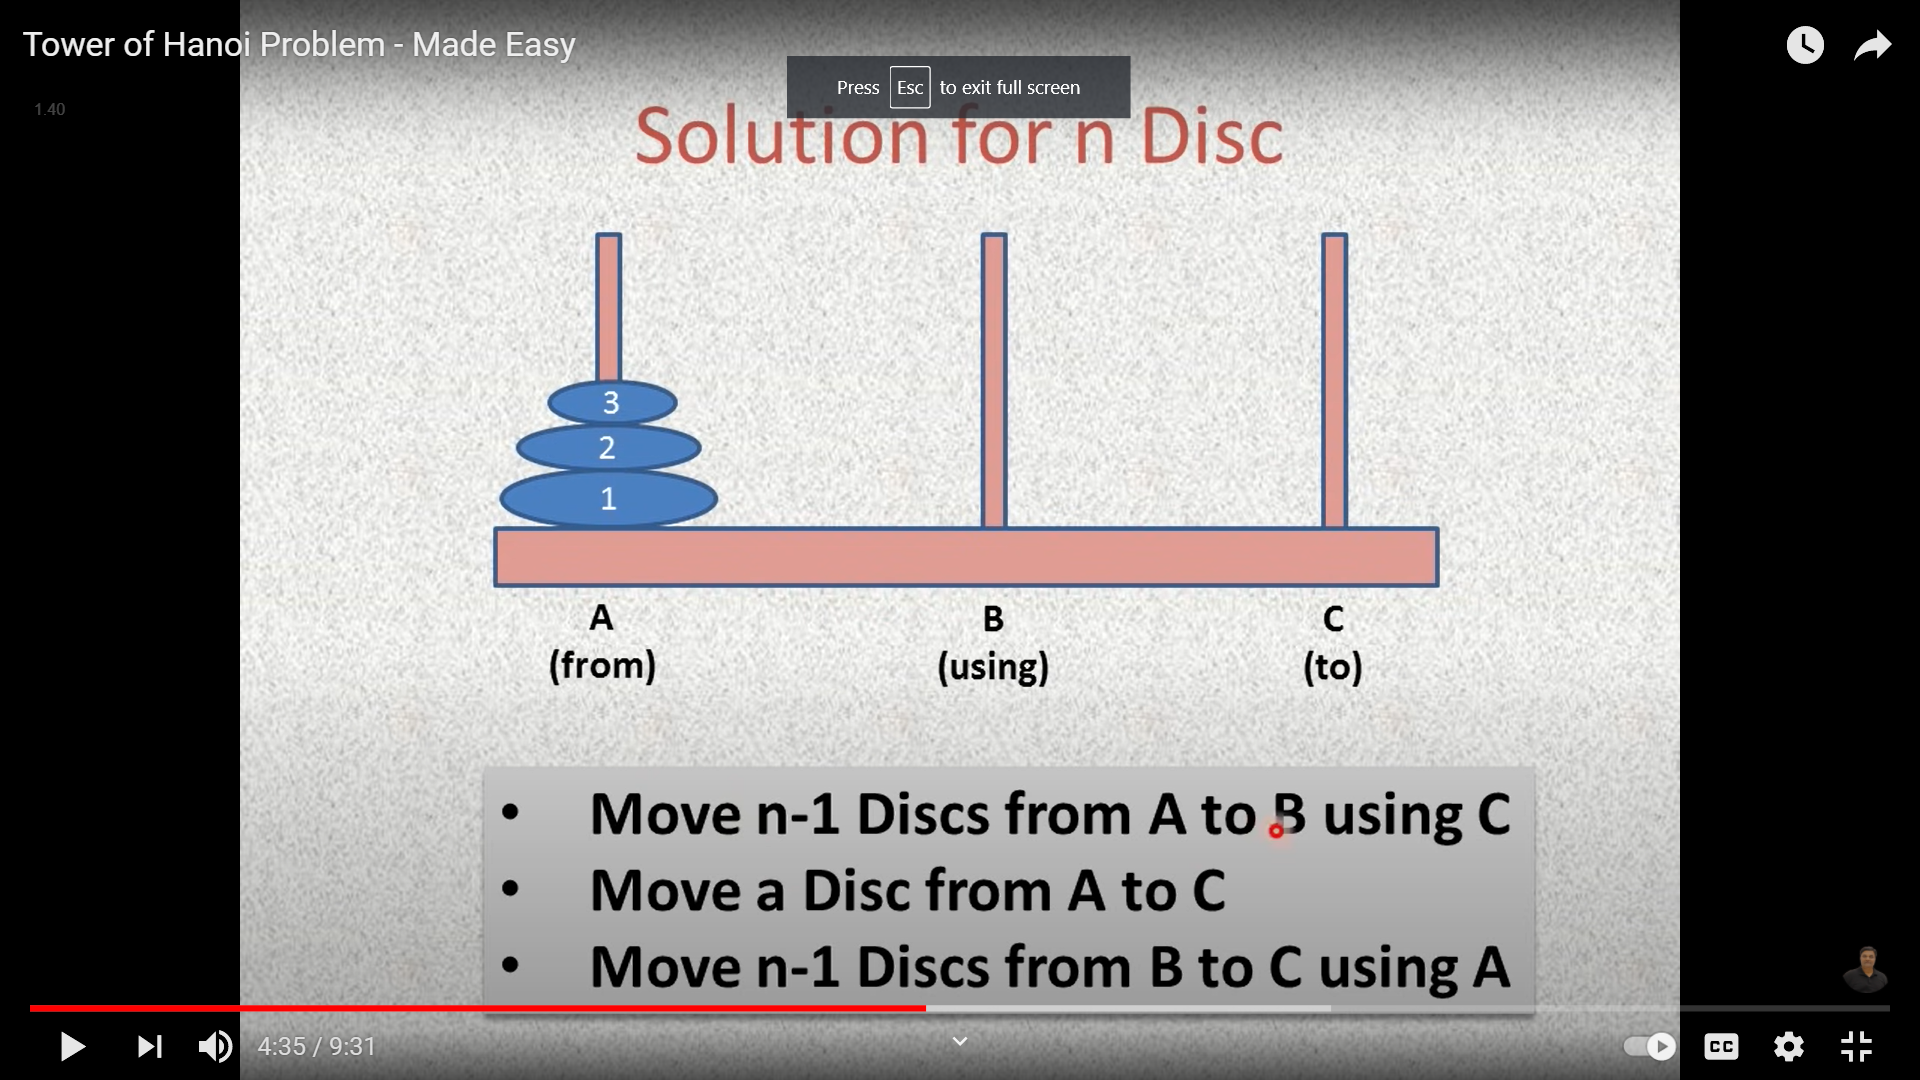 Tower of Hanoi Problem - Made Easy
Press Esc to exit full screen
1.40
Solution for n Disc
3
2
1
A B C
(from) (using) (to)
• Move n-1 Discs from A to B using C
• Move a Disc from A to C
• Move n-1 Discs from B to C using A
4:35 / 9:31
CC